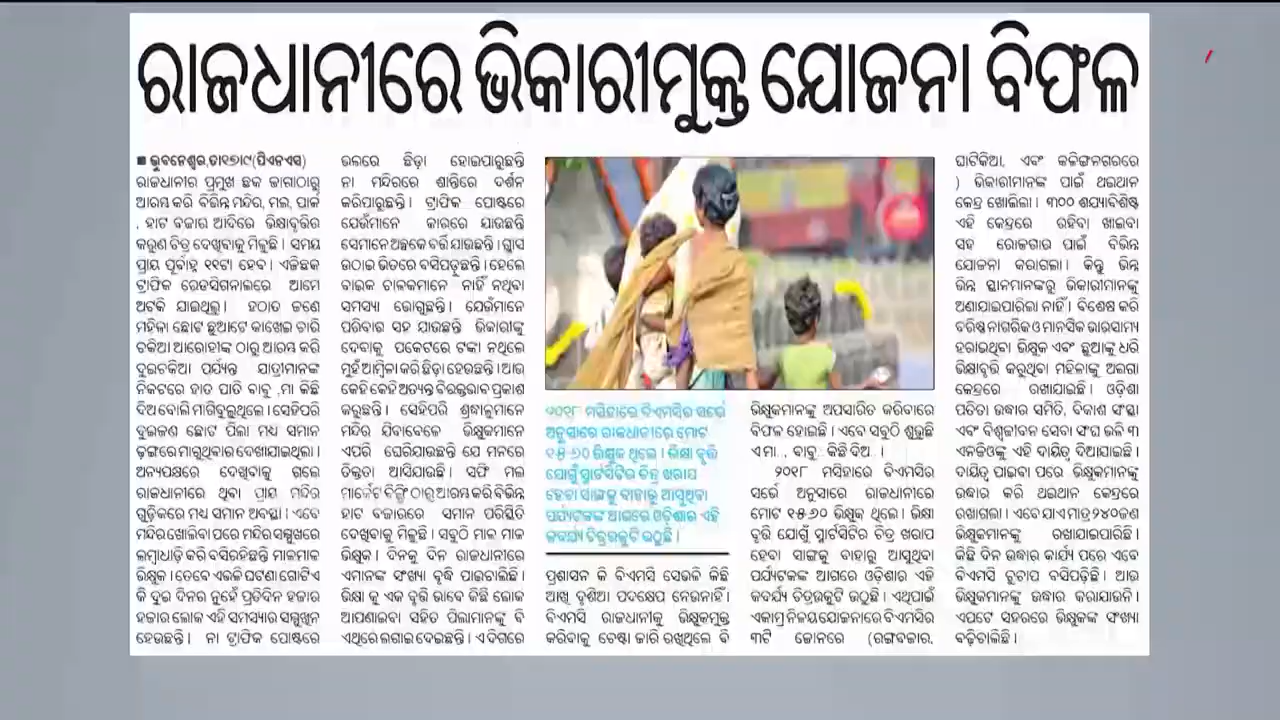 ରାଜଧାନୀରେ ଭିକାରୀମୁକ୍ତ ଯୋଜନା ବିଫଳ
■ ଭୁବନେଶ୍ୱର,ତା୧୭।୯(ପିଏନଏସ)
ରାଜଧାନୀର ପ୍ରମୁଖ ଛକ ଜାଗାଠାରୁ
ଆରମ୍ଭ କରି ବିଭିନ୍ନ ମନ୍ଦିର, ମଲ, ପାର୍କ
, ହାଟ ବଜାର ଆଦିରେ ଭିକ୍ଷାବୃତ୍ତିର
କରୁଣ ଚିତ୍ର ଦେଖିବାକୁ ମିଳୁଛି । ସମୟ
ପ୍ରାୟ ପୂର୍ବାହ୍ନ ୧୧ଟା ହେବ। ଏଜିଛକ
ଟ୍ରାଫିକ ରେଡସିଗନାଲରେ ଆମେ
ଅଟକି ଯାଇଥିଲୁ। ହଠାତ ଜଣେ
ମହିଳା ଛୋଟ ଛୁଆଟେ କାଖେଇ ଚାରି
ଚକିଆ ଆରୋହୀଙ୍କ ଠାରୁ ଆରମ୍ଭ କରି
ଦୁଇଚକିଆ ପର୍ଯ୍ୟନ୍ତ ଯାତ୍ରୀମାନଙ୍କ
ନିକଟରେ ହାତ ପାତି ବାବୁ ,ମା କିଛି
ଦିଅ ବୋଲି ମାଗିବୁଲୁଥିଲେ । ସେହିପରି
ଦୁଇଜଣ ଛୋଟ ପିଲା ମଧ୍ୟ ସମାନ
ଢ଼ଙ୍ଗରେ ମାଗୁଥିବାର ଦେଖାଯାଇଥିଲା ।
ଅନ୍ୟପକ୍ଷରେ ଦେଖିବାକୁ ଗଲେ
ରାଜଧାନୀରେ ଥିବା ପ୍ରାୟ ମନ୍ଦିର
ଗୁଡ଼ିକରେ ମଧ୍ୟ ସମାନ ଅବସ୍ଥା । ଏବେ
ମନ୍ଦିର ଖୋଲିବା ପରେ ମନ୍ଦିର ସମ୍ମୁଖରେ
ଲମ୍ବାଧାଡ଼ି କରି ବସିରହିଛନ୍ତି ମାଳମାଳ
ଭିକ୍ଷୁକ । ତେବେ ଏଭଳି ଘଟଣା ଗୋଟିଏ
କି ଦୁଇ ଦିନର ନୁହେଁ ପ୍ରତିଦିନ ହଜାର
ହଜାର ଲୋକ ଏହି ସମସ୍ୟାର ସମ୍ମୁଖୀନ
ହେଉଛନ୍ତି । ନା ଟ୍ରାଫିକ ପୋଷ୍ଟରେ
ଭଲରେ ଛିଡ଼ା ହୋଇପାରୁଛନ୍ତି
ନା ମନ୍ଦିରରେ ଶାନ୍ତିରେ ଦର୍ଶନ
କରିପାରୁଛନ୍ତି । ଟ୍ରାଫିକ ପୋଷ୍ଟରେ
ଯେଉଁମାନେ କାରରେ ଯାଉଛନ୍ତି
ସେମାନେ ଅଳ୍ପକେ ବର୍ତ୍ତି ଯାଉଛନ୍ତି । ଗ୍ଲାସ
ଉଠାଇ ଭିତରେ ବସିପଡ଼ୁଛନ୍ତି । ହେଲେ
ବାଇକ ଚାଳକମାନେ ନାହିଁ ନଥିବା
ସମସ୍ୟା ଭୋଗୁଛନ୍ତି । ଯେଉଁମାନେ
ପରିବାର ସହ ଯାଉଛନ୍ତି ଭିକାରୀଙ୍କୁ
ଦେବାକୁ ପକେଟରେ ଟଙ୍କା ନଥିଲେ
ମୁହଁ ଆମ୍ବିଳା କରି ଛିଡ଼ା ହେଉଛନ୍ତି । ଆଉ
କେହି କେହି ଅତ୍ୟନ୍ତ ବିରକ୍ତଭାବ ପ୍ରକାଶ
କରୁଛନ୍ତି । ସେହିପରି ଶ୍ରଦ୍ଧାଳୁମାନେ
ମନ୍ଦିର ଯିବାବେଳେ ଭିକ୍ଷୁକମାନେ
ଏପରି ଘେରିଯାଉଛନ୍ତି ଯେ ମନରେ
ତିକ୍ତତା ଆସିଯାଉଛି । ସଫିଂ ମଲ
ମାର୍କେଟ ବିଲ୍ଡିଂ ଠାରୁ ଆରମ୍ଭ କରି ବିଭିନ୍ନ
ହାଟ ବଜାରରେ ସମାନ ପରିସ୍ଥିତି
ଦେଖିବାକୁ ମିଳୁଛି । ସବୁଠି ମାଳ ମାଳ
ଭିକ୍ଷୁକ । ଦିନକୁ ଦିନ ରାଜଧାନୀରେ
ଏମାନଙ୍କ ସଂଖ୍ୟା ବୃଦ୍ଧି ପାଇଚାଲିଛି ।
ଭିକ୍ଷା କୁ ଏକ ବୃତ୍ତି ଭାବେ କିଛି ଲୋକ
ଆପଣାଇବା ସହିତ ପିଲାମାନଙ୍କୁ ବି
ଏଥିରେ ଲଗାଇ ଦେଇଛନ୍ତି । ଏ ଦିଗରେ
୨୦୧୮ ମସିହାରେ ବିଏମସିର ସର୍ଭେ
ଅନୁସାରେ ରାଜଧାନୀରେ ମୋଟ
୧୫୬୦ ଭିକ୍ଷୁକ ଥିଲେ । ଭିକ୍ଷା ବୃତ୍ତି
ଯୋଗୁଁ ସ୍ମାର୍ଟସିଟିର ଚିତ୍ର ଖରାପ
ହେବା ସାଙ୍ଗକୁ ବାହାରୁ ଆସୁଥିବା
ପର୍ଯ୍ୟଟକଙ୍କ ଆଗରେ ଓଡ଼ିଶାର ଏହି
କଦର୍ଯ୍ୟ ଚିତ୍ରଉକୁଟି ଉଠୁଛି ।
ପ୍ରଶାସନ କି ବିଏମସି ସେଭଳି କିଛି
ଆଖି ଦୃଶିଆ ପଦକ୍ଷେପ ନେଉନାହିଁ ।
ବିଏମସି ରାଜଧାନୀକୁ ଭିକ୍ଷୁକମୁକ୍ତ
କରିବାକୁ ଚେଷ୍ଟା ଜାରି ରଖିଥିଲେ ବି
ଭିକ୍ଷୁକମାନଙ୍କୁ ଅପସାରିତ କରିବାରେ
ବିଫଳ ହୋଇଛି । ଏବେ ସବୁଠି ଶୁଭୁଛି
ଏ ମା.., ବାବୁ.. କିଛି ଦିଅ.. ।
୨୦୧୮ ମସିହାରେ ବିଏମସିର
ସର୍ଭେ ଅନୁସାରେ ରାଜଧାନୀରେ
ମୋଟ ୧୫୬୦ ଭିକ୍ଷୁକ ଥିଲେ । ଭିକ୍ଷା
ବୃତ୍ତି ଯୋଗୁଁ ସ୍ମାର୍ଟସିଟିର ଚିତ୍ର ଖରାପ
ହେବା ସାଙ୍ଗକୁ ବାହାରୁ ଆସୁଥିବା
ପର୍ଯ୍ୟଟକଙ୍କ ଆଗରେ ଓଡ଼ିଶାର ଏହି
କଦର୍ଯ୍ୟ ଚିତ୍ରଉକୁଟି ଉଠୁଛି । ଏଥିପାଇଁ
ଏକାମ୍ର ନିଳୟ ଯୋଜନାରେ ବିଏମସିର
୩ଟି ଜୋନରେ (ରଙ୍ଗବଜାର,
ଘାଟିକିଆ, ଏବଂ କଳିଙ୍ଗନଗରରେ
) ଭିକାରୀମାନଙ୍କ ପାଇଁ ଥଇଥାନ
କେନ୍ଦ୍ର ଖୋଲିଲା । ୩୦୦ ଶଯ୍ୟାବିଶିଷ୍ଟ
ଏହି କେନ୍ଦ୍ରରେ ରହିବା ଖାଇବା
ସହ ରୋଜଗାର ପାଇଁ ବିଭିନ୍ନ
ଯୋଜନା କରାଗଲା । କିନ୍ତୁ ଭିନ୍ନ
ଭିନ୍ନ ସ୍ଥାନମାନଙ୍କରୁ ଭିକାରୀମାନଙ୍କୁ
ଅଣାଯାଇପାରିଲା ନାହିଁ । ବିଶେଷ କରି
ବରିଷ୍ଠ ନାଗରିକ ଓ ମାନସିକ ଭାରସାମ୍ୟ
ହରାଇଥିବା ଭିକ୍ଷୁକ ଏବଂ ଛୁଆକୁ ଧରି
ଭିକ୍ଷାବୃତ୍ତି କରୁଥିବା ମହିଳାଙ୍କୁ ଅଲଗା
କେନ୍ଦ୍ରରେ ରଖାଯାଇଛି । ଓଡ଼ିଶା
ପତିତା ଉଦ୍ଧାର ସମିତି, ବିକାଶ ସଂସ୍ଥା
ଏବଂ ବିଶ୍ୱଜୀବନ ସେବା ସଂଘ ଭଳି ୩
ଏନଜିଓଙ୍କୁ ଏହି ଦାୟିତ୍ୱ ଦିଆଯାଇଛି ।
ଦାୟିତ୍ୱ ପାଇବା ପରେ ଭିକ୍ଷୁକମାନଙ୍କୁ
ଉଦ୍ଧାର କରି ଥଇଥାନ କେନ୍ଦ୍ରରେ
ରଖାଗଲା । ଏବେ ଯାଏ ମାତ୍ର ୨୪୦ଜଣ
ଭିକ୍ଷୁକମାନଙ୍କୁ ରଖାଯାଇପାରିଛି ।
କିଛି ଦିନ ଉଦ୍ଧାର କାର୍ଯ୍ୟ ପରେ ଏବେ
ବିଏମସି ଚୁଚାପ ବସିପଡ଼ିଛି । ଆଉ
ଭିକ୍ଷୁକମାନଙ୍କୁ ଉଦ୍ଧାର କରାଯାଉନି ।
ଏପଟେ ସହରରେ ଭିକ୍ଷୁକଙ୍କ ସଂଖ୍ୟା
ବଢ଼ିଚାଲିଛି ।